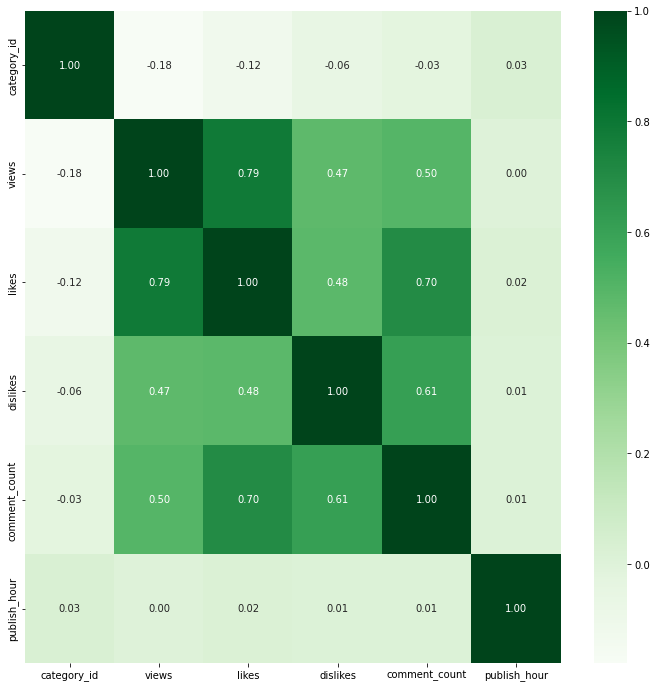 category_id 1.00 -0.18 -0.12 -0.06 -0.03 0.03
views -0.18 1.00 0.79 0.47 0.50 0.00
likes -0.12 0.79 1.00 0.48 0.70 0.02
dislikes -0.06 0.47 0.48 1.00 0.61 0.01
comment_count -0.03 0.50 0.70 0.61 1.00 0.01
publish_hour 0.03 0.00 0.02 0.01 0.01 1.00
category_id views likes dislikes comment_count publish_hour
1.0
0.8
0.6
0.4
0.2
0.0